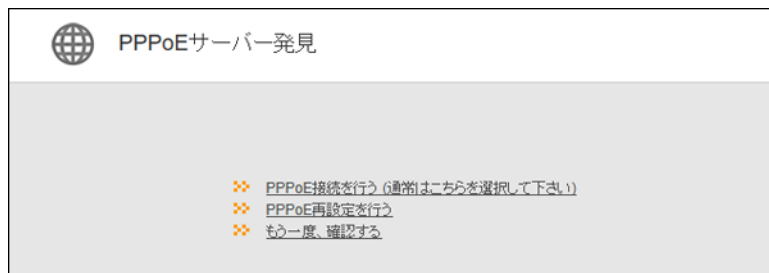 PPPoEサーバー発見
PPPoE接続を行う (通常はこちらを選択して下さい)
PPPoE再設定を行う
もう一度、確認する